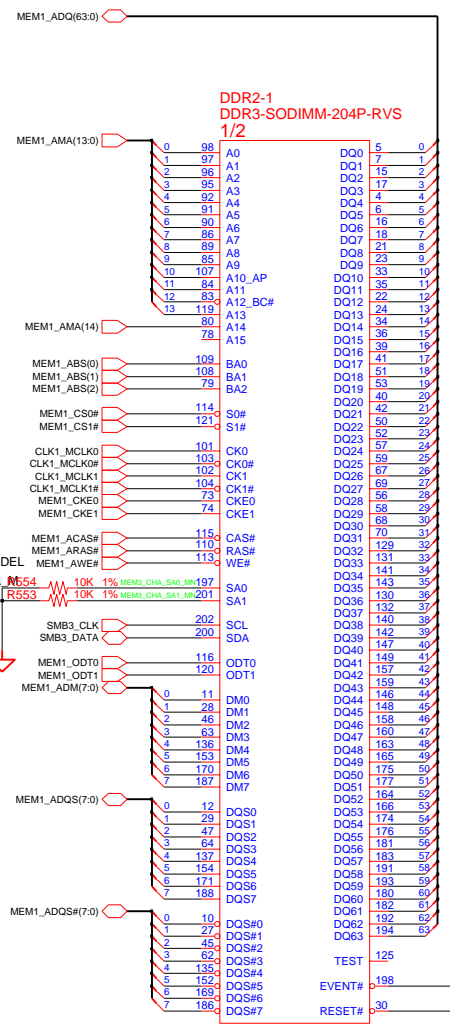 MEM1_ADQ(63:0)
DDR2-1
DDR3-SODIMM-204P-RVS
1/2
MEM1_AMA(13:0)
0 98 A0 DQ0 5 0
1 97 A1 DQ1 7 1
2 96 A2 DQ2 15 2
3 95 A3 DQ3 17 3
4 92 A4 DQ4 4 4
5 91 A5 DQ5 6 5
6 90 A6 DQ6 16 6
7 86 A7 DQ7 18 7
8 89 A8 DQ8 21 8
9 85 A9 DQ9 23 9
10 107 A10_AP DQ10 33 10
11 84 A11 DQ11 35 11
12 83 A12_BC# DQ12 22 12
13 119 A13 DQ13 24 13
MEM1_AMA(14) 80 A14 DQ14 34 14
78 A15 DQ15 36 15
DQ16 39 16
MEM1_ABS(0) 109 BA0 DQ17 41 17
MEM1_ABS(1) 108 BA1 DQ18 51 18
MEM1_ABS(2) 79 BA2 DQ19 53 19
DQ20 40 20
MEM1_CS0# 114 S0# DQ21 42 21
MEM1_CS1# 121 S1# DQ22 50 22
DQ23 52 23
CLK1_MCLK0 101 CK0 DQ24 57 24
CLK1_MCLK0# 103 CK0# DQ25 59 25
CLK1_MCLK1 102 CK1 DQ26 67 26
CLK1_MCLK1# 104 CK1# DQ27 69 27
MEM1_CKE0 73 CKE0 DQ28 56 28
MEM1_CKE1 74 CKE1 DQ29 58 29
DQ30 68 30
MEM1_ACAS# 115 CAS# DQ31 70 31
MEM1_ARAS# 110 RAS# DQ32 129 32
MEM1_AWE# 113 WE# DQ33 131 33
DEL
DQ34 141 34
R554 10K 1% MEM3_CHA_SA0_MN 197 SA0 DQ35 143 35
R553 10K 1% MEM3_CHA_SA1_MN 201 SA1 DQ36 130 36
DQ37 132 37
SMB3_CLK 202 SCL DQ38 140 38
SMB3_DATA 200 SDA DQ39 142 39
DQ40 147 40
MEM1_ODT0 116 ODT0 DQ41 149 41
MEM1_ODT1 120 ODT1 DQ42 157 42
MEM1_ADM(7:0) DQ43 159 43
0 11 DM0 DQ44 146 44
1 28 DM1 DQ45 148 45
2 46 DM2 DQ46 158 46
3 63 DM3 DQ47 160 47
4 136 DM4 DQ48 163 48
5 153 DM5 DQ49 165 49
6 170 DM6 DQ50 175 50
7 187 DM7 DQ51 177 51
MEM1_ADQS(7:0) DQ52 164 52
0 12 DQS0 DQ53 166 53
1 29 DQS1 DQ54 174 54
2 47 DQS2 DQ55 176 55
3 64 DQS3 DQ56 181 56
4 137 DQS4 DQ57 183 57
5 154 DQS5 DQ58 191 58
6 171 DQS6 DQ59 193 59
7 188 DQS7 DQ60 180 60
MEM1_ADQS#(7:0) DQ61 182 61
0 10 DQS#0 DQ62 192 62
1 27 DQS#1 DQ63 194 63
2 45 DQS#2
3 62 DQS#3 TEST 125
4 135 DQS#4
5 152 DQS#5 EVENT# 198
6 169 DQS#6
7 186 DQS#7 RESET# 30